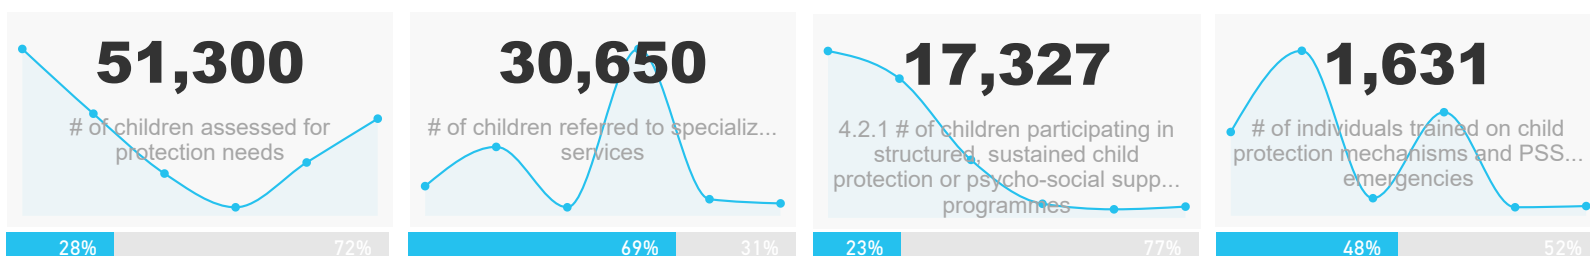 51,300
# of children assessed for
protection needs
28% 72%
30,650
# of children referred to specializ...
services
69% 31%
17,327
4.2.1 # of children participating in
structured, sustained child
protection or psycho-social supp...
programmes
23% 77%
1,631
# of individuals trained on child
protection mechanisms and PSS...
emergencies
48% 52%